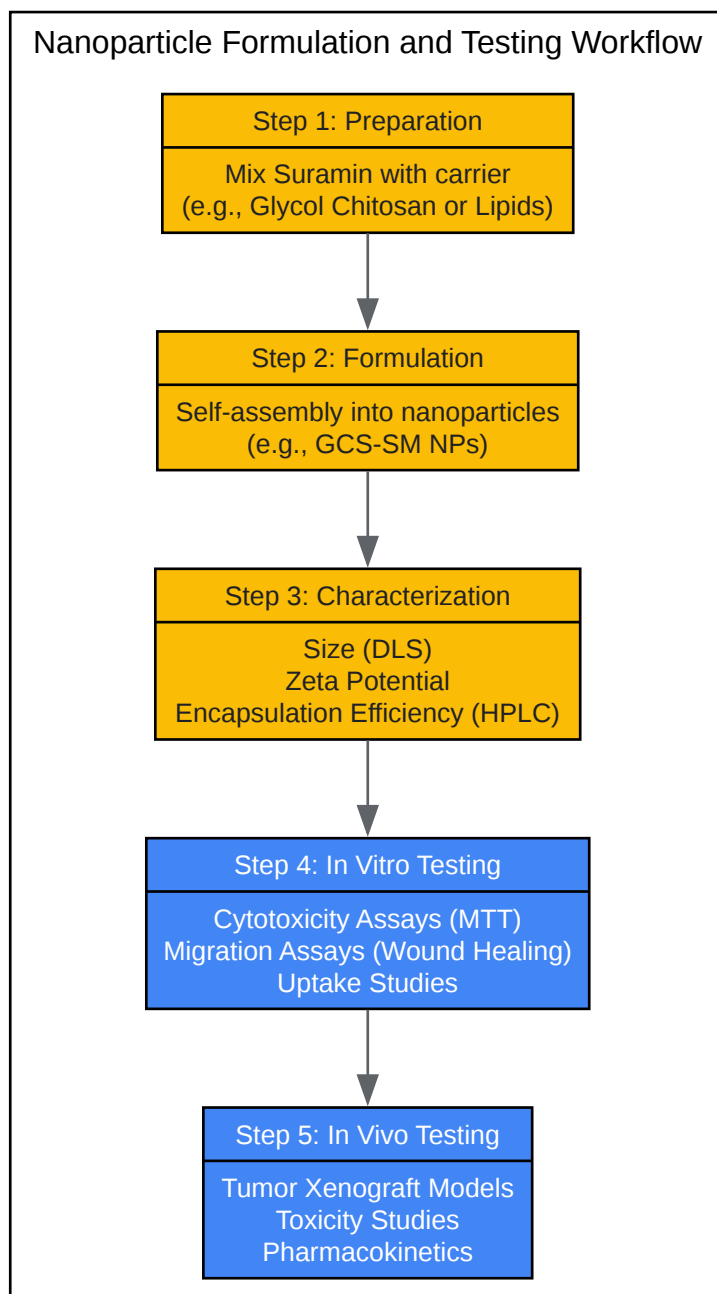 Nanoparticle Formulation and Testing Workflow
Step 1: Preparation
Mix Suramin with carrier
(e.g., Glycol Chitosan or Lipids)
Step 2: Formulation
Self-assembly into nanoparticles
(e.g., GCS-SM NPs)
Step 3: Characterization
Size (DLS)
Zeta Potential
Encapsulation Efficiency (HPLC)
Step 4: In Vitro Testing
Cytotoxicity Assays (MTT)
Migration Assays (Wound Healing)
Uptake Studies
Step 5: In Vivo Testing
Tumor Xenograft Models
Toxicity Studies
Pharmacokinetics